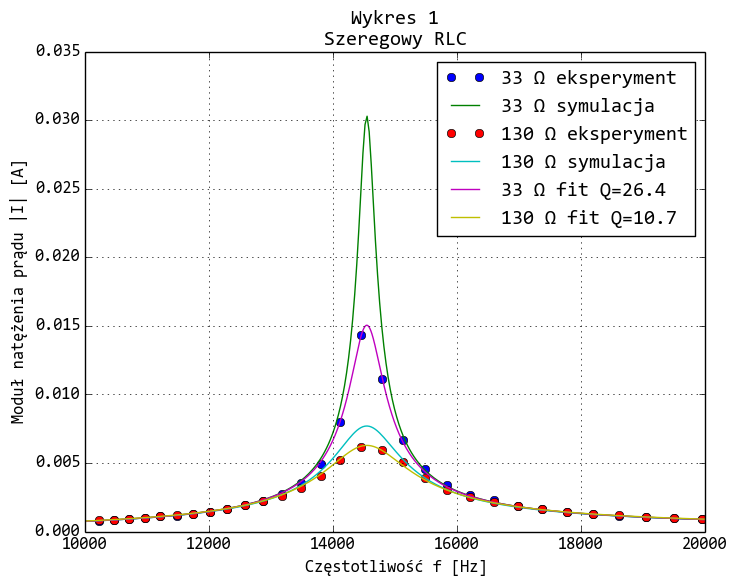 Wykres 1
Szeregowy RLC
0.035
0.030
0.025
0.020
0.015
0.010
0.005
0.000
Moduł natężenia prądu |I| [A]
33 Ω eksperyment
33 Ω symulacja
130 Ω eksperyment
130 Ω symulacja
33 Ω fit Q=26.4
130 Ω fit Q=10.7
10000 12000 14000 16000 18000 20000
Częstotliwość f [Hz]